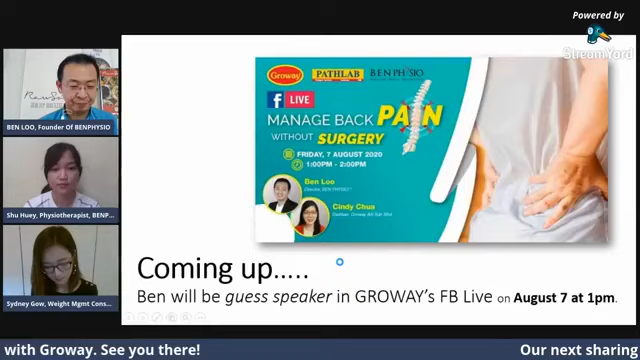 Powered by
StreamYard
BEN LOO, Founder Of BENPHYSIO
Shu Huey, Physiotherapist, BENP...
Sydney Gow, Weight Mgmt Cons...
Groway
PATHLAB
BENPHYSIO
f LIVE
MANAGE BACK PAIN
WITHOUT SURGERY
FRIDAY, 7 AUGUST 2020
1:00PM - 2:00PM
Ben Loo
Cindy Chua
Coming up.....
Ben will be guess speaker in GROWAY's FB Live on August 7 at 1pm.
with Groway. See you there!
Our next sharing